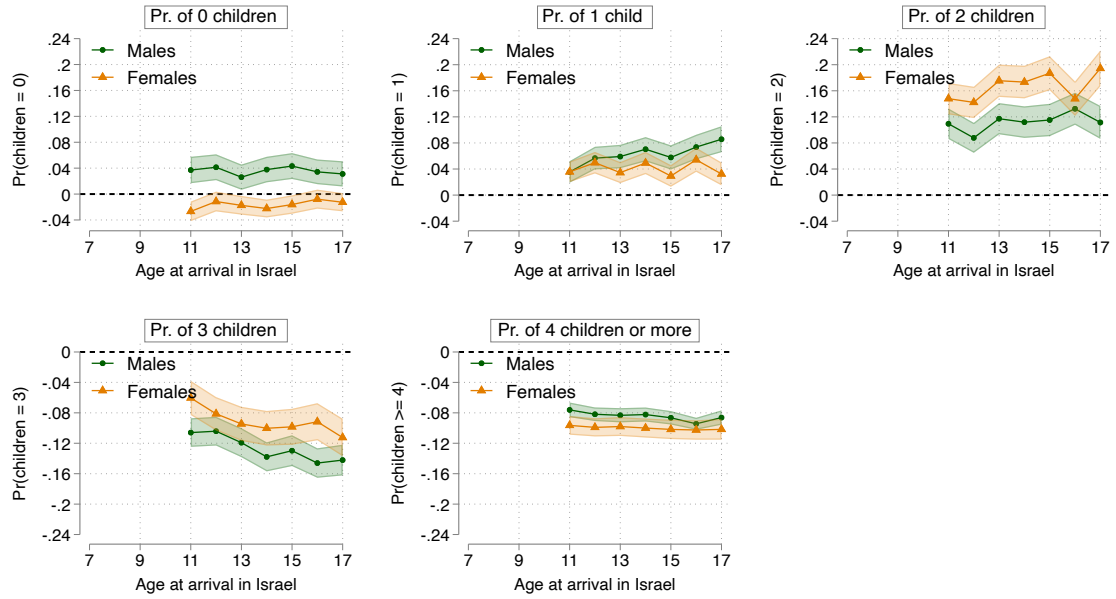 Pr. of 0 children
Pr(children = 0)
.24
.2
.16
.12
.08
.04
0
-.04
Males
Females
7 9 11 13 15 17
Age at arrival in Israel
Pr. of 1 child
Pr(children = 1)
.24
.2
.16
.12
.08
.04
0
-.04
Males
Females
7 9 11 13 15 17
Age at arrival in Israel
Pr. of 2 children
Pr(children = 2)
.24
.2
.16
.12
.08
.04
0
-.04
Males
Females
7 9 11 13 15 17
Age at arrival in Israel
Pr. of 3 children
Pr(children = 3)
0
-.04
-.08
-.12
-.16
-.2
-.24
Males
Females
7 9 11 13 15 17
Age at arrival in Israel
Pr. of 4 children or more
Pr(children >= 4)
0
-.04
-.08
-.12
-.16
-.2
-.24
Males
Females
7 9 11 13 15 17
Age at arrival in Israel